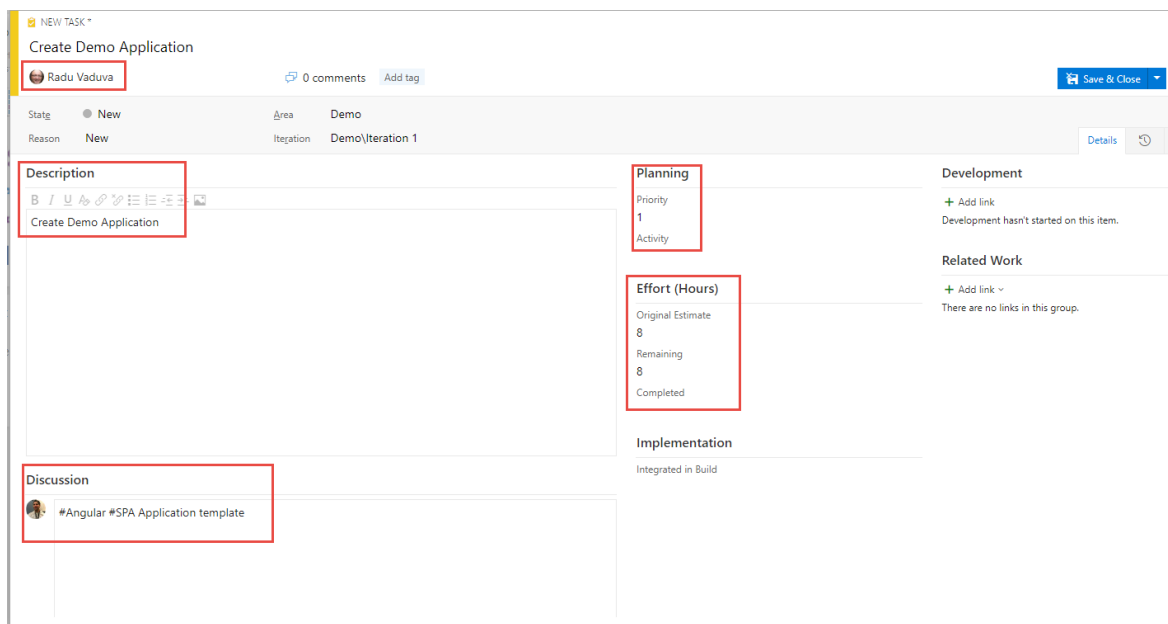 NEW TASK *
Create Demo Application
Radu Vaduva
0 comments
Add tag
Save & Close
State New
Area Demo
Reason New
Iteration Demo\Iteration 1
Details
Description
B I U
Create Demo Application
Discussion
#Angular #SPA Application template
Planning
Priority
1
Activity
Effort (Hours)
Original Estimate
8
Remaining
8
Completed
Implementation
Integrated in Build
Development
+ Add link
Development hasn't started on this item.
Related Work
+ Add link
There are no links in this group.